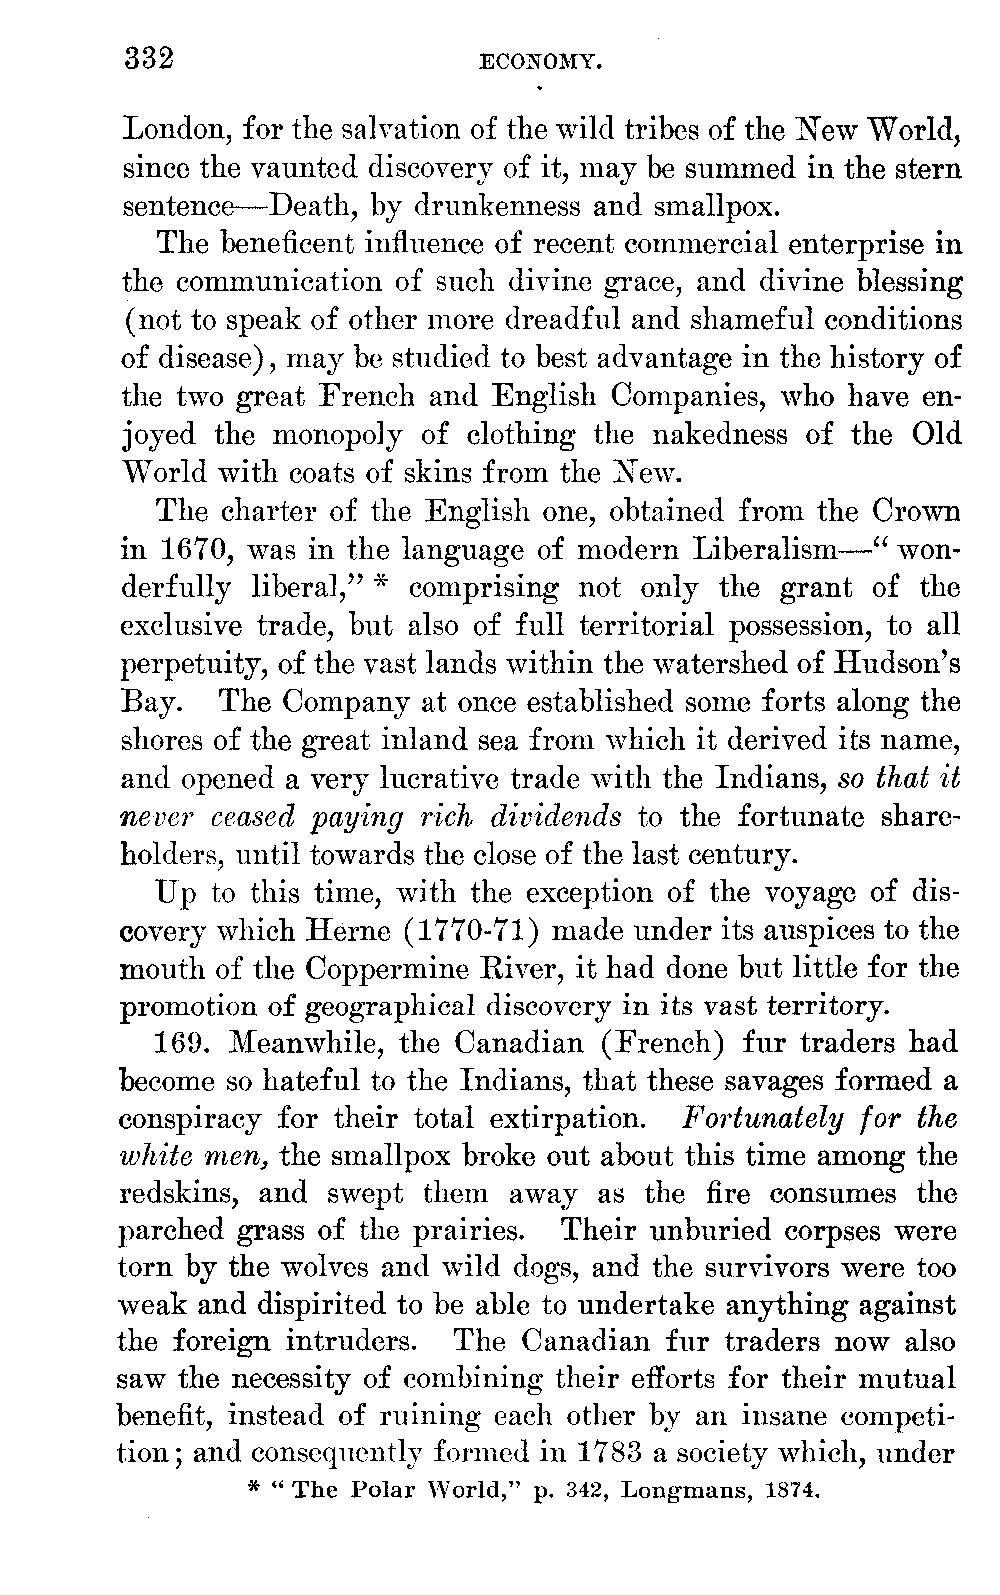 332 ECONOMY.
London, for the salvation of the wild tribes of the New World,
since the vaunted discovery of it, may be summed in the stern
sentence—Death, by drunkenness and smallpox.
The beneficent influence of recent commercial enterprise in
the communication of such divine grace, and divine blessing
(not to speak of other more dreadful and shameful conditions
of disease), may be studied to best advantage in the history of
the two great French and English Companies, who have en-
joyed the monopoly of clothing the nakedness of the Old
World with coats of skins from the New.
The charter of the English one, obtained from the Crown
in 1670, was in the language of modern Liberalism—“ won-
derfully liberal,” * comprising not only the grant of the
exclusive trade, but also of full territorial possession, to all
perpetuity, of the vast lands within the watershed of Hudson’s
Bay. The Company at once established some forts along the
shores of the great inland sea from which it derived its name,
and opened a very lucrative trade with the Indians, so that it
never ceased paying rich dividends to the fortunate share-
holders, until towards the close of the last century.
Up to this time, with the exception of the voyage of dis-
covery which Herne (1770-71) made under its auspices to the
mouth of the Coppermine River, it had done but little for the
promotion of geographical discovery in its vast territory.
169. Meanwhile, the Canadian (French) fur traders had
become so hateful to the Indians, that these savages formed a
conspiracy for their total extirpation. Fortunately for the
white men, the smallpox broke out about this time among the
redskins, and swept them away as the fire consumes the
parched grass of the prairies. Their unburied corpses were
torn by the wolves and wild dogs, and the survivors were too
weak and dispirited to be able to undertake anything against
the foreign intruders. The Canadian fur traders now also
saw the necessity of combining their efforts for their mutual
benefit, instead of ruining each other by an insane competi-
tion; and consequently formed in 1783 a society which, under
* “ The Polar World,” p. 342, Longmans, 1874.